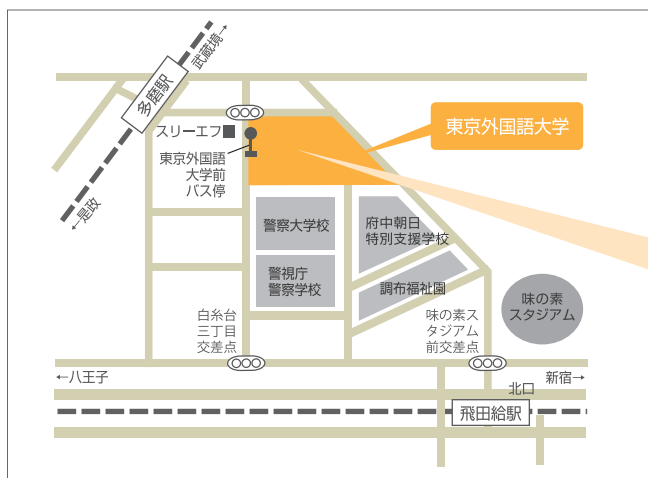 武蔵境→
多磨駅
←是政
東京外国語大学
スリーエフ
東京外国語
大学前
バス停
警察大学校
府中朝日
特別支援学校
警視庁
警察学校
調布福祉園
味の素
スタジアム
白糸台
三丁目
交差点
味の素ス
タジアム
前交差点
←八王子
新宿→
北口
飛田給駅